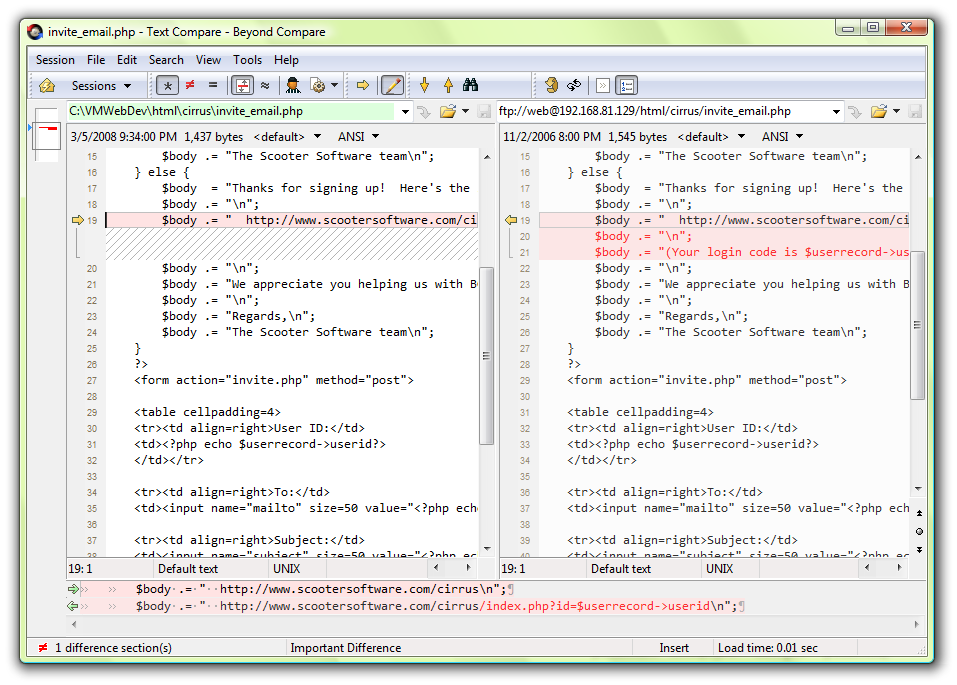 invite_email.php - Text Compare - Beyond Compare
Session File Edit Search View Tools Help
Sessions
C:\VMWebDev\html\cirrus\invite_email.php
3/5/2008 9:34:00 PM 1,437 bytes <default> ANSI
15 $body .= "The Scooter Software team\n";
16 } else {
17 $body  = "Thanks for signing up!  Here's the
18 $body .= "\n";
19 $body .= "  http://www.scootersoftware.com/ci
20 $body .= "\n";
21 $body .= "We appreciate you helping us with B
22 $body .= "\n";
23 $body .= "Regards,\n";
24 $body .= "The Scooter Software team\n";
25 }
26 ?>
27 <form action="invite.php" method="post">
28
29 <table cellpadding=4>
30 <tr><td align=right>User ID:</td>
31 <td><?php echo $userrecord->userid?>
32 </td></tr>
33
34 <tr><td align=right>To:</td>
35 <td><input name="mailto" size=50 value="<?php ech
36
37 <tr><td align=right>Subject:</td>
38 <td><input name="subject" size=50 value="<?php ec
19: 1 Default text UNIX
ftp://web@192.168.81.129/html/cirrus/invite_email.php
11/2/2006 8:00 PM 1,545 bytes <default> ANSI
15 $body .= "The Scooter Software team\n";
16 } else {
17 $body  = "Thanks for signing up!  Here's the
18 $body .= "\n";
19 $body .= "  http://www.scootersoftware.com/ci
20 $body .= "\n";
21 $body .= "(Your login code is $userrecord->us
22 $body .= "\n";
23 $body .= "We appreciate you helping us with B
24 $body .= "\n";
25 $body .= "Regards,\n";
26 $body .= "The Scooter Software team\n";
27 }
28 ?>
29 <form action="invite.php" method="post">
30
31 <table cellpadding=4>
32 <tr><td align=right>User ID:</td>
33 <td><?php echo $userrecord->userid?>
34 </td></tr>
35
36 <tr><td align=right>To:</td>
37 <td><input name="mailto" size=50 value="<?php ech
38
39 <tr><td align=right>Subject:</td>
40 <td><input name="subject" size=50 value="<?php ec
19: 1 Default text UNIX
$body·.=·"··http://www.scootersoftware.com/cirrus\n";¶
$body·.=·"··http://www.scootersoftware.com/cirrus/index.php?id=$userrecord->userid\n";¶
1 difference section(s) Important Difference Insert Load time: 0.01 sec